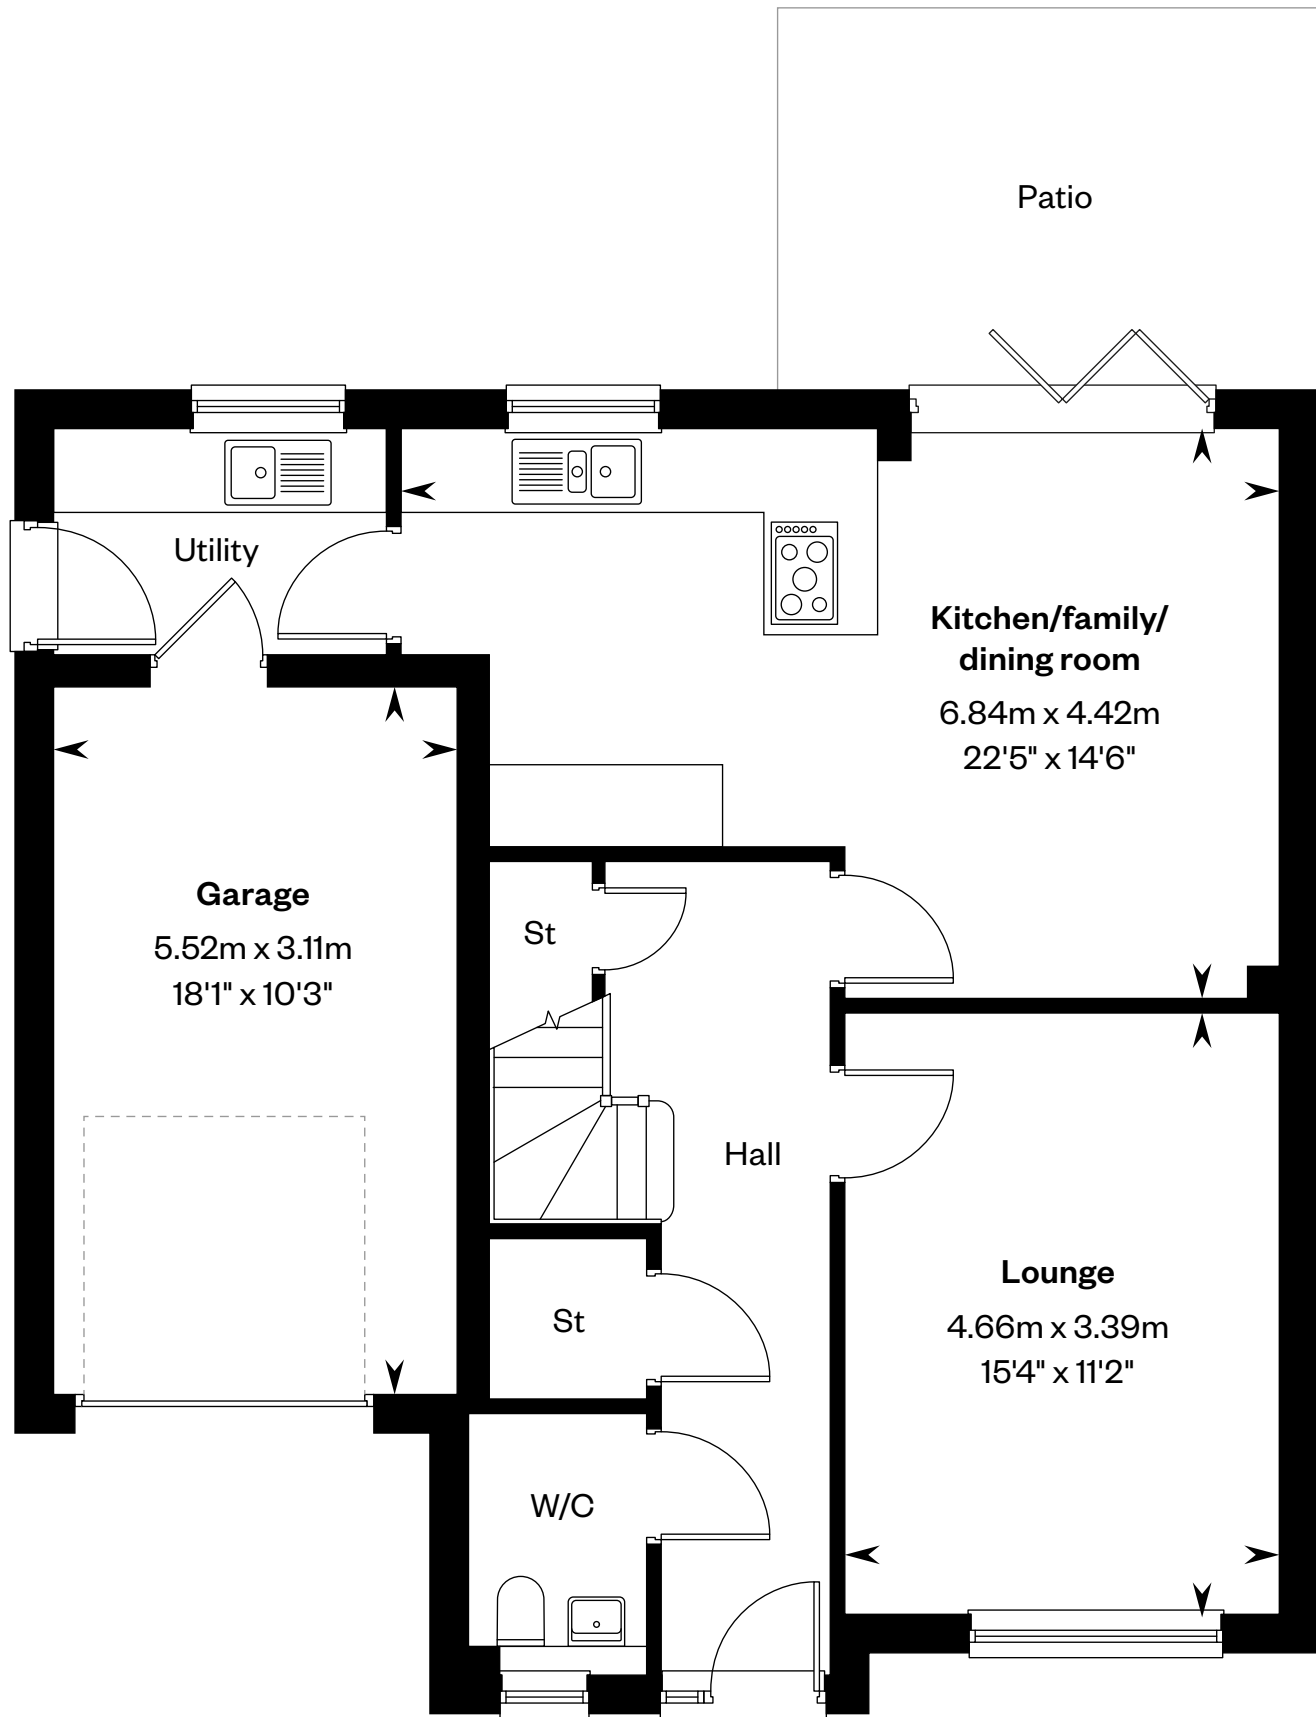 Patio
Utility
Kitchen/family/
dining room
6.84m x 4.42m
22'5" x 14'6"
Garage
5.52m x 3.11m
18'1" x 10'3"
St
Hall
Lounge
4.66m x 3.39m
15'4" x 11'2"
St
W/C